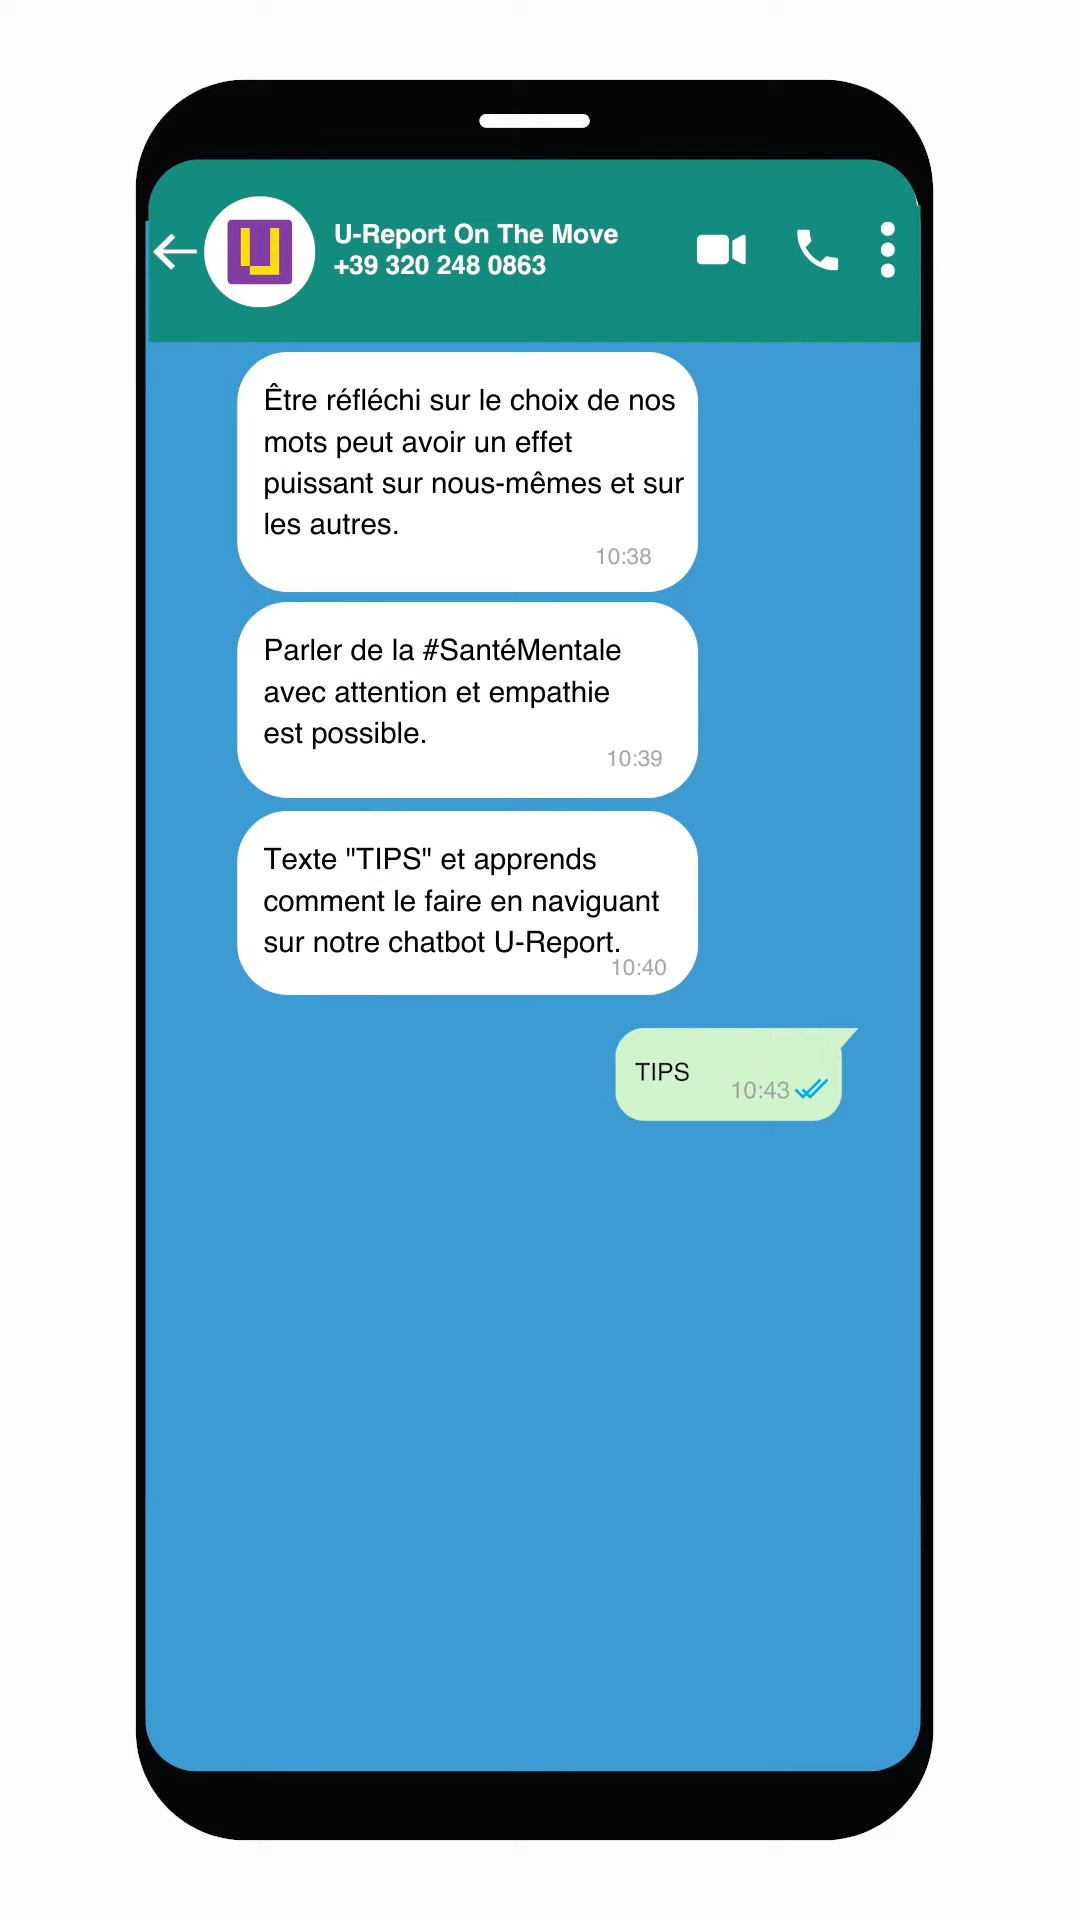 U-Report On The Move
+39 320 248 0863
Être réfléchi sur le choix de nos
mots peut avoir un effet
puissant sur nous-mêmes et sur
les autres.
10:38
Parler de la #SantéMentale
avec attention et empathie
est possible.
10:39
Texte "TIPS" et apprends
comment le faire en naviguant
sur notre chatbot U-Report.
10:40
TIPS
10:43